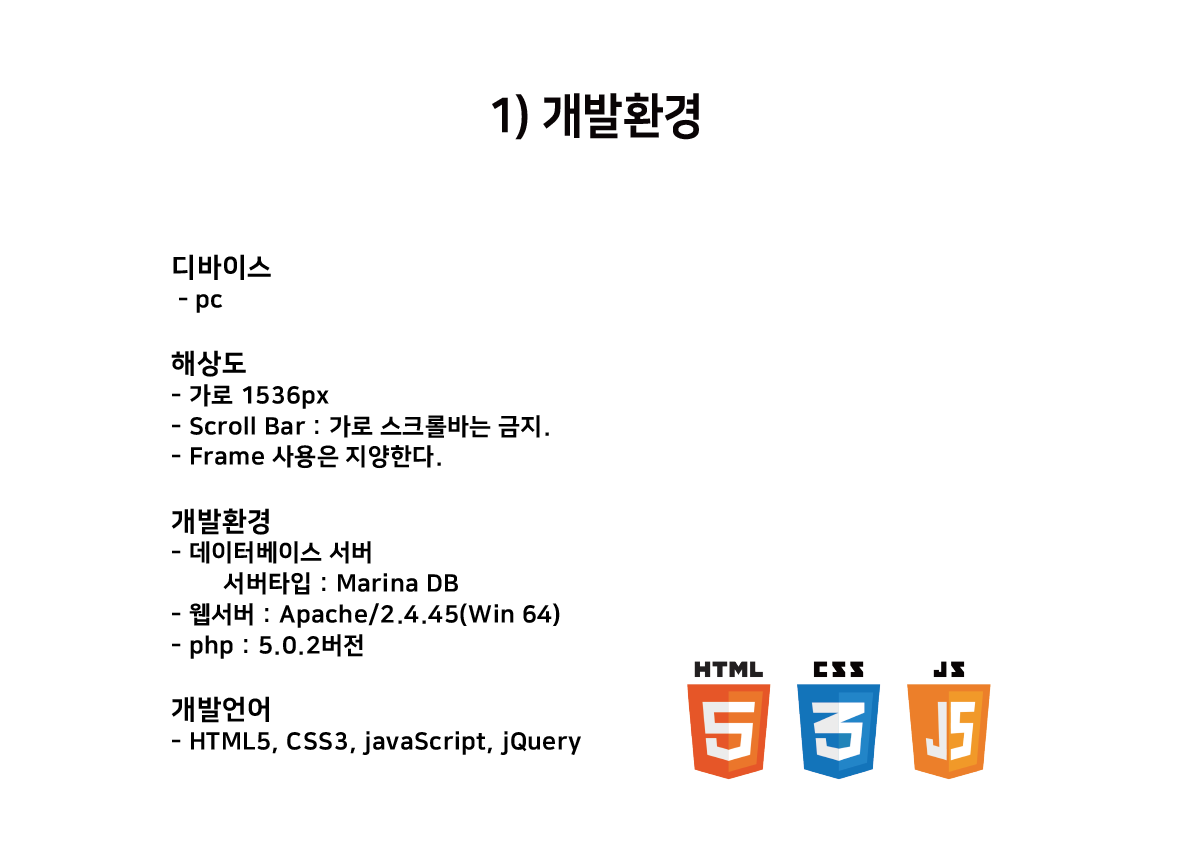 1) 개발환경
디바이스
- pc
해상도
- 가로 1536px
- Scroll Bar : 가로 스크롤바는 금지.
- Frame 사용은 지양한다.
개발환경
- 데이터베이스 서버
서버타입 : Marina DB
- 웹서버 : Apache/2.4.45(Win 64)
- php : 5.0.2버전
개발언어
- HTML5, CSS3, javaScript, jQuery
HTML CSS JS
5 3 JS